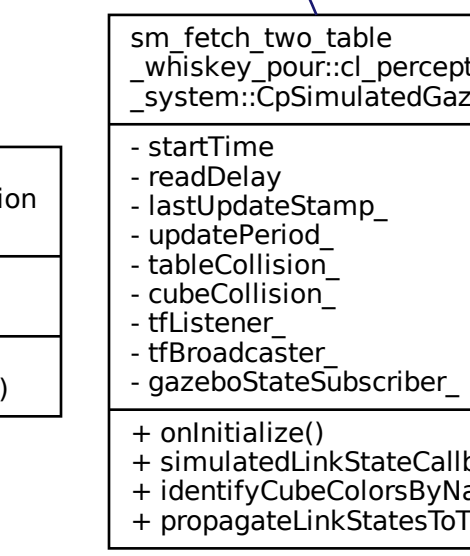 sm_fetch_two_table
_whiskey_pour::cl_percept
_system::CpSimulatedGaz
- startTime
- readDelay
- lastUpdateStamp_
- updatePeriod_
- tableCollision_
- cubeCollision_
- tfListener_
- tfBroadcaster_
- gazeboStateSubscriber_
+ onInitialize()
+ simulatedLinkStateCallb
+ identifyCubeColorsByNa
+ propagateLinkStatesToT
ion
)